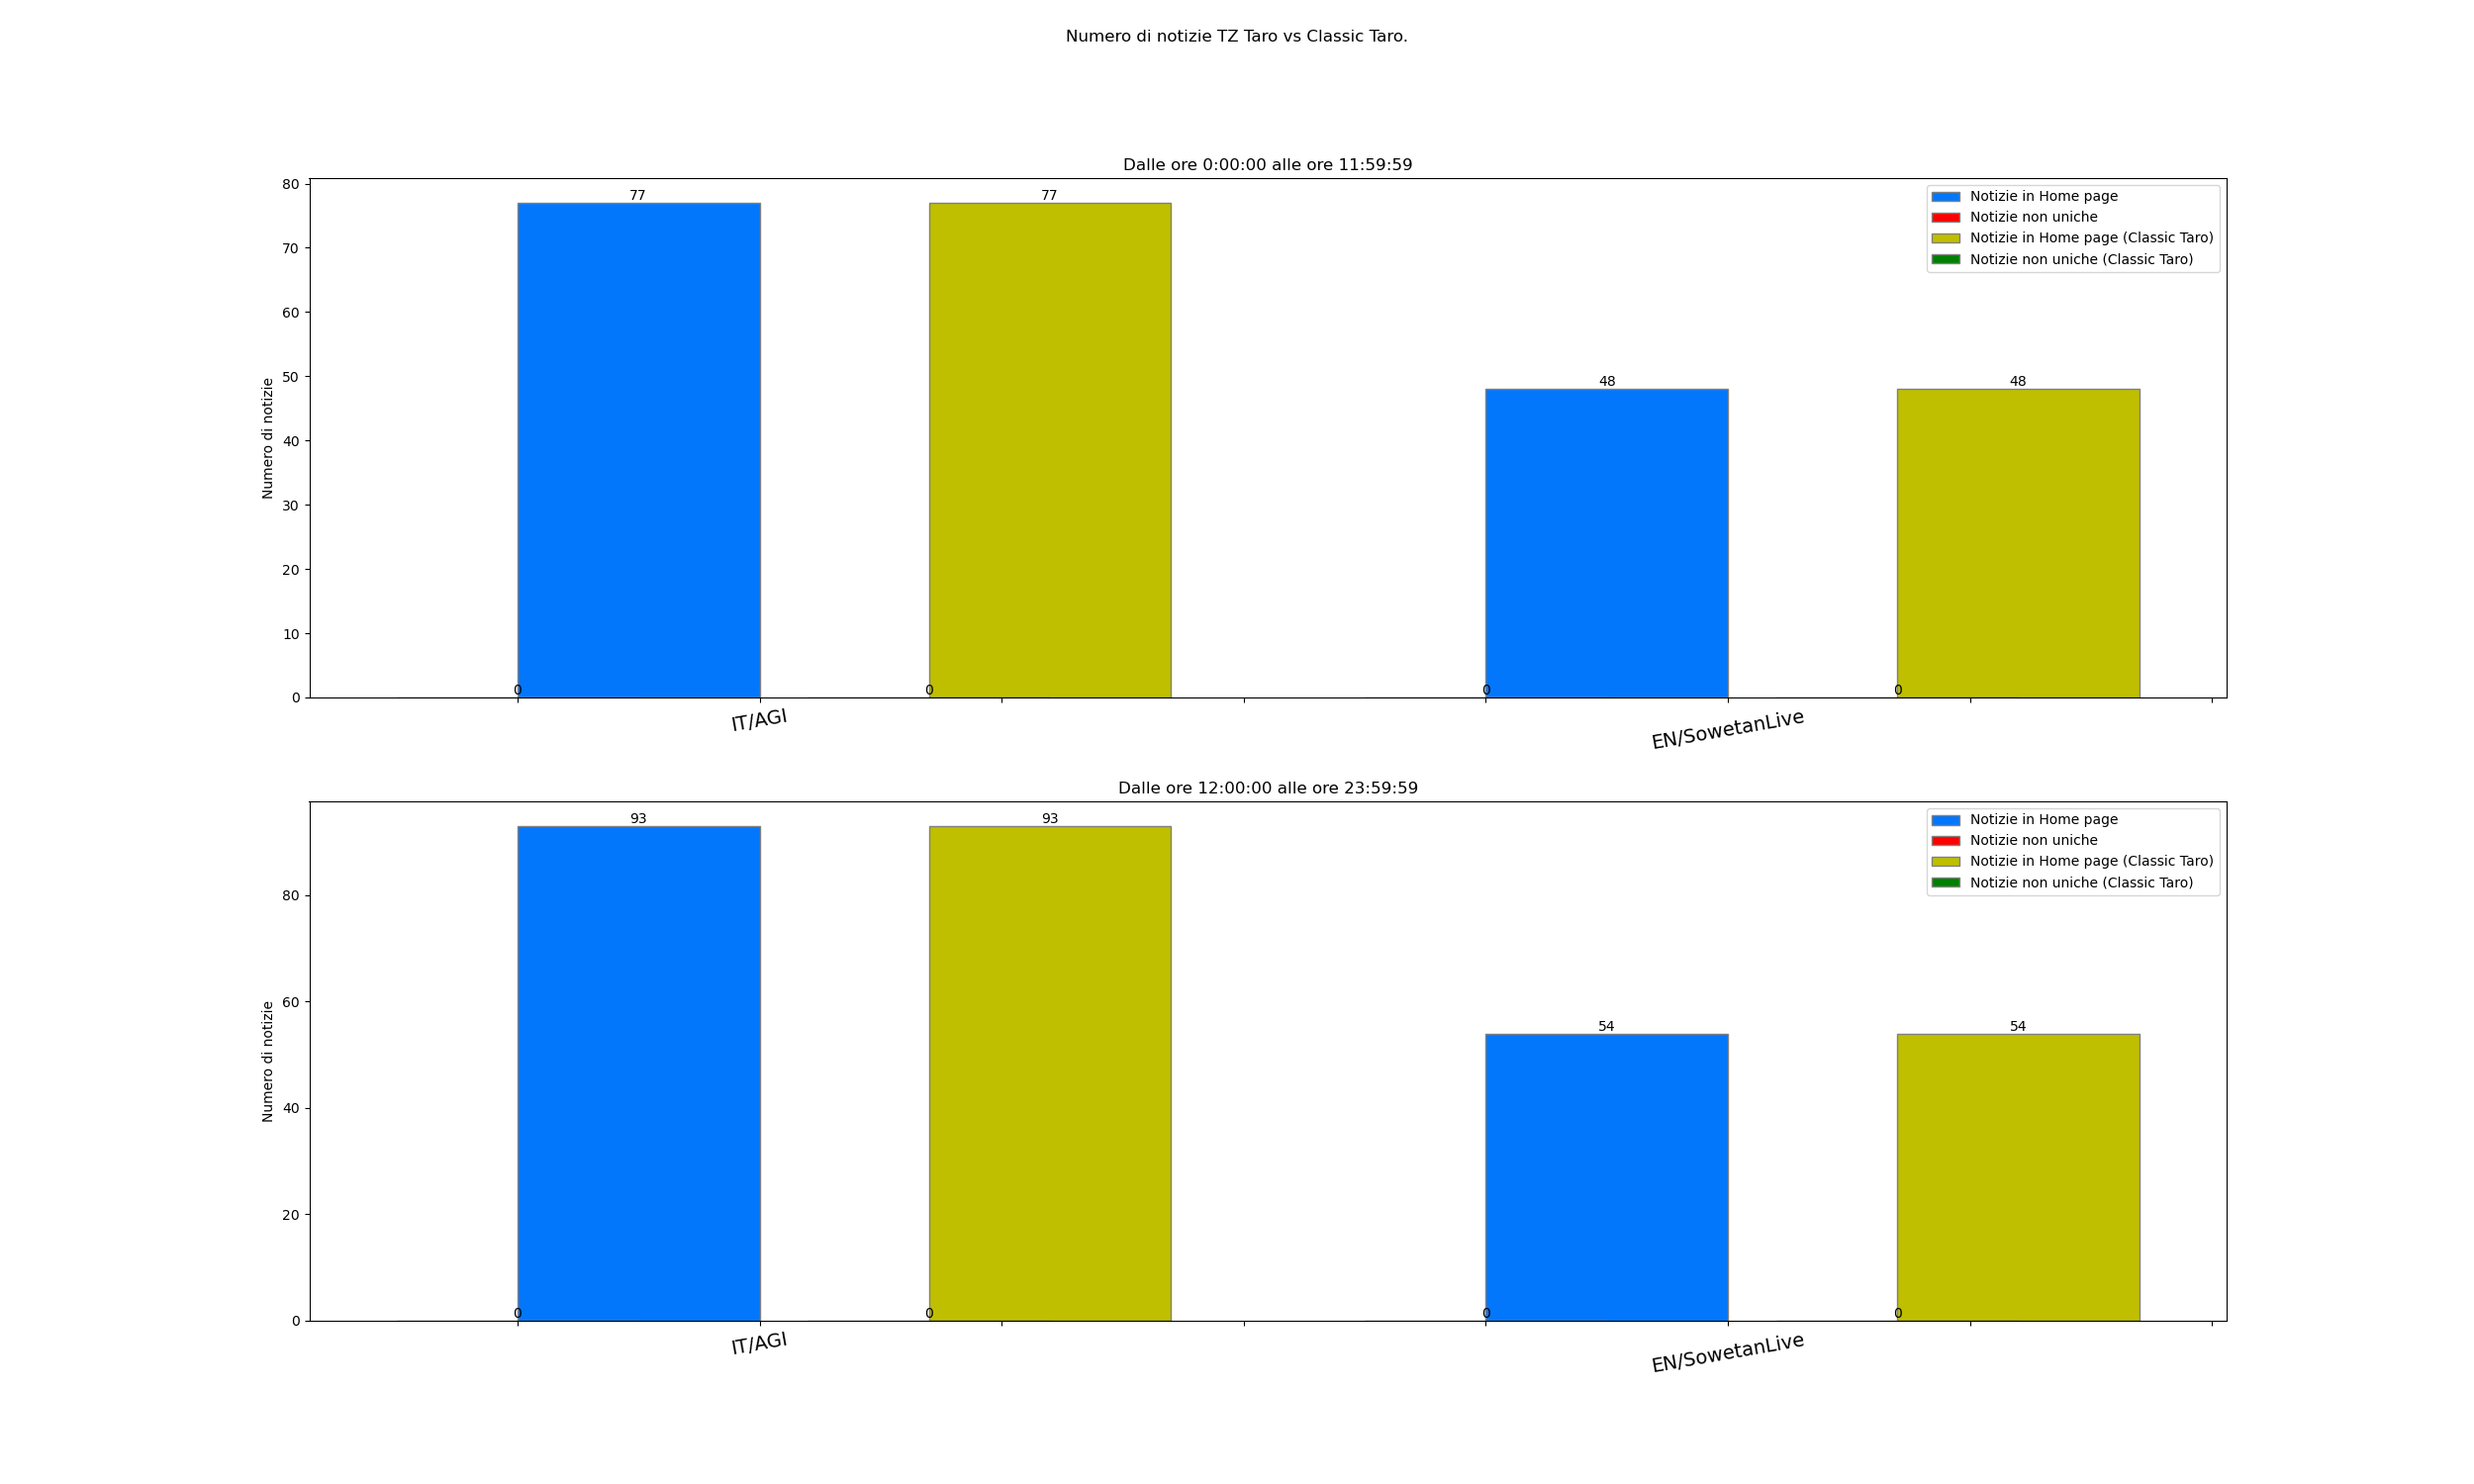 Numero di notizie TZ Taro vs Classic Taro.
Dalle ore 0:00:00 alle ore 11:59:59
Numero di notizie
80
70
60
50
40
30
20
10
0
77
77
48
48
0
0
0
0
Notizie in Home page
Notizie non uniche
Notizie in Home page (Classic Taro)
Notizie non uniche (Classic Taro)
IT/AGI
EN/SowetanLive
Dalle ore 12:00:00 alle ore 23:59:59
Numero di notizie
80
60
40
20
0
93
93
54
54
0
0
0
0
Notizie in Home page
Notizie non uniche
Notizie in Home page (Classic Taro)
Notizie non uniche (Classic Taro)
IT/AGI
EN/SowetanLive